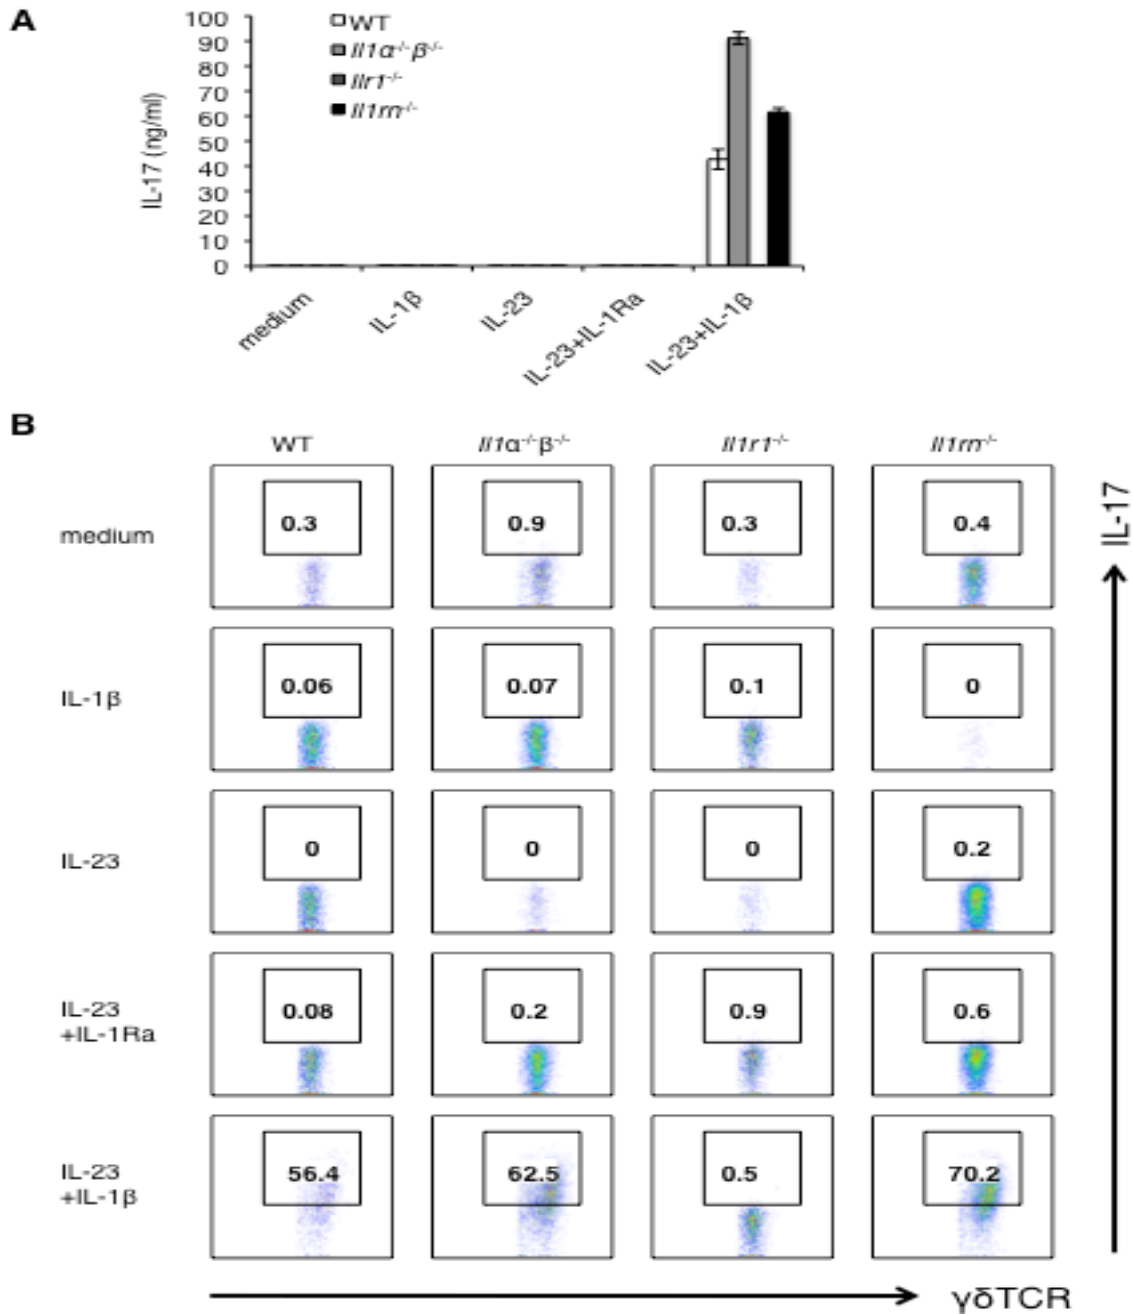 A
100
90
80
70
60
50
40
30
20
10
0
IL-17 (ng/ml)
WT
Il1α-/-β-/-
Ilr1-/-
Il1rn-/-
medium
IL-1β
IL-23
IL-23+IL-1Ra
IL-23+IL-1β
B
WT Il1α-/-β-/- Il1r1-/- Il1rn-/-
IL-17
medium 0.3 0.9 0.3 0.4
IL-1β 0.06 0.07 0.1 0
IL-23 0 0 0 0.2
IL-23
+IL-1Ra 0.08 0.2 0.9 0.6
IL-23
+IL-1β 56.4 62.5 0.5 70.2
γδTCR